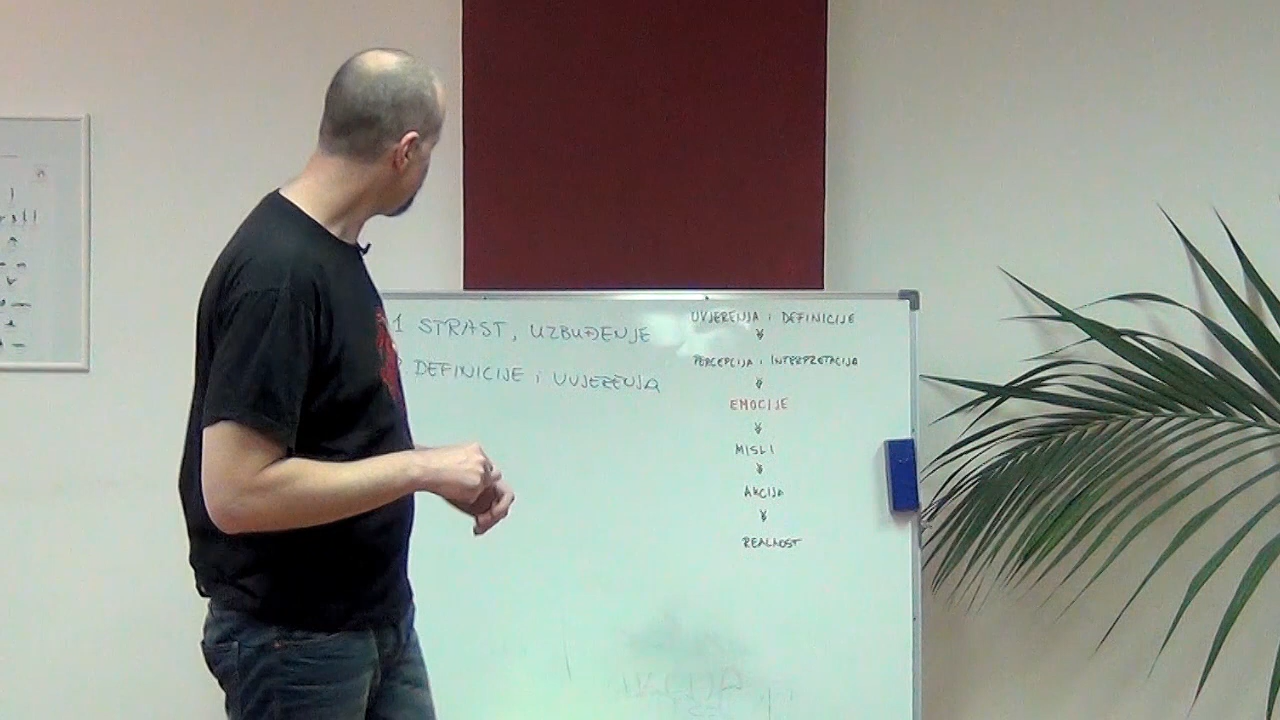 1 STRAST, UZBUĐENJE
DEFINICIJE i UVJERENJA
UVJERENJA i DEFINICIJE
PERCEPCIJA i INTERPRETACIJA
EMOCIJE
MISLI
AKCIJA
REALNOST